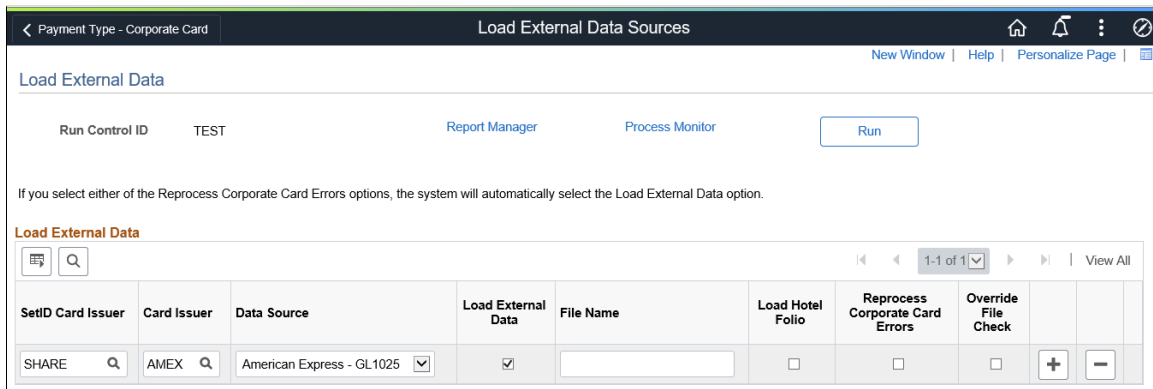 Payment Type - Corporate Card
Load External Data Sources
New Window | Help | Personalize Page |
Load External Data
Run Control ID TEST Report Manager Process Monitor Run
If you select either of the Reprocess Corporate Card Errors options, the system will automatically select the Load External Data option.
Load External Data
1-1 of 1 | View All
SetID Card Issuer Card Issuer Data Source Load External Data File Name Load Hotel Folio Reprocess Corporate Card Errors Override File Check
SHARE AMEX American Express - GL1025